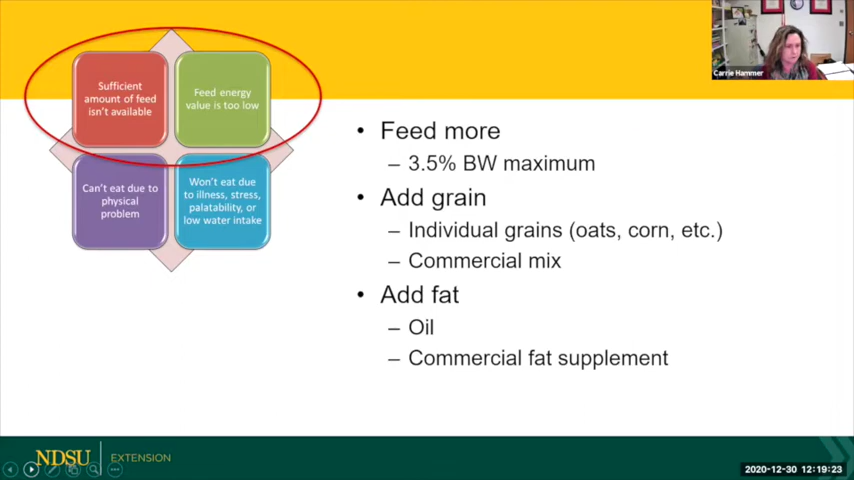 Carrie Hammer
Sufficient
amount of feed
isn't available
Feed energy
value is too low
Can't eat due to
physical
problem
Won't eat due
to illness, stress,
palatability, or
low water intake
• Feed more
– 3.5% BW maximum
• Add grain
– Individual grains (oats, corn, etc.)
– Commercial mix
• Add fat
– Oil
– Commercial fat supplement
NDSU EXTENSION
2020-12-30 12:19:23